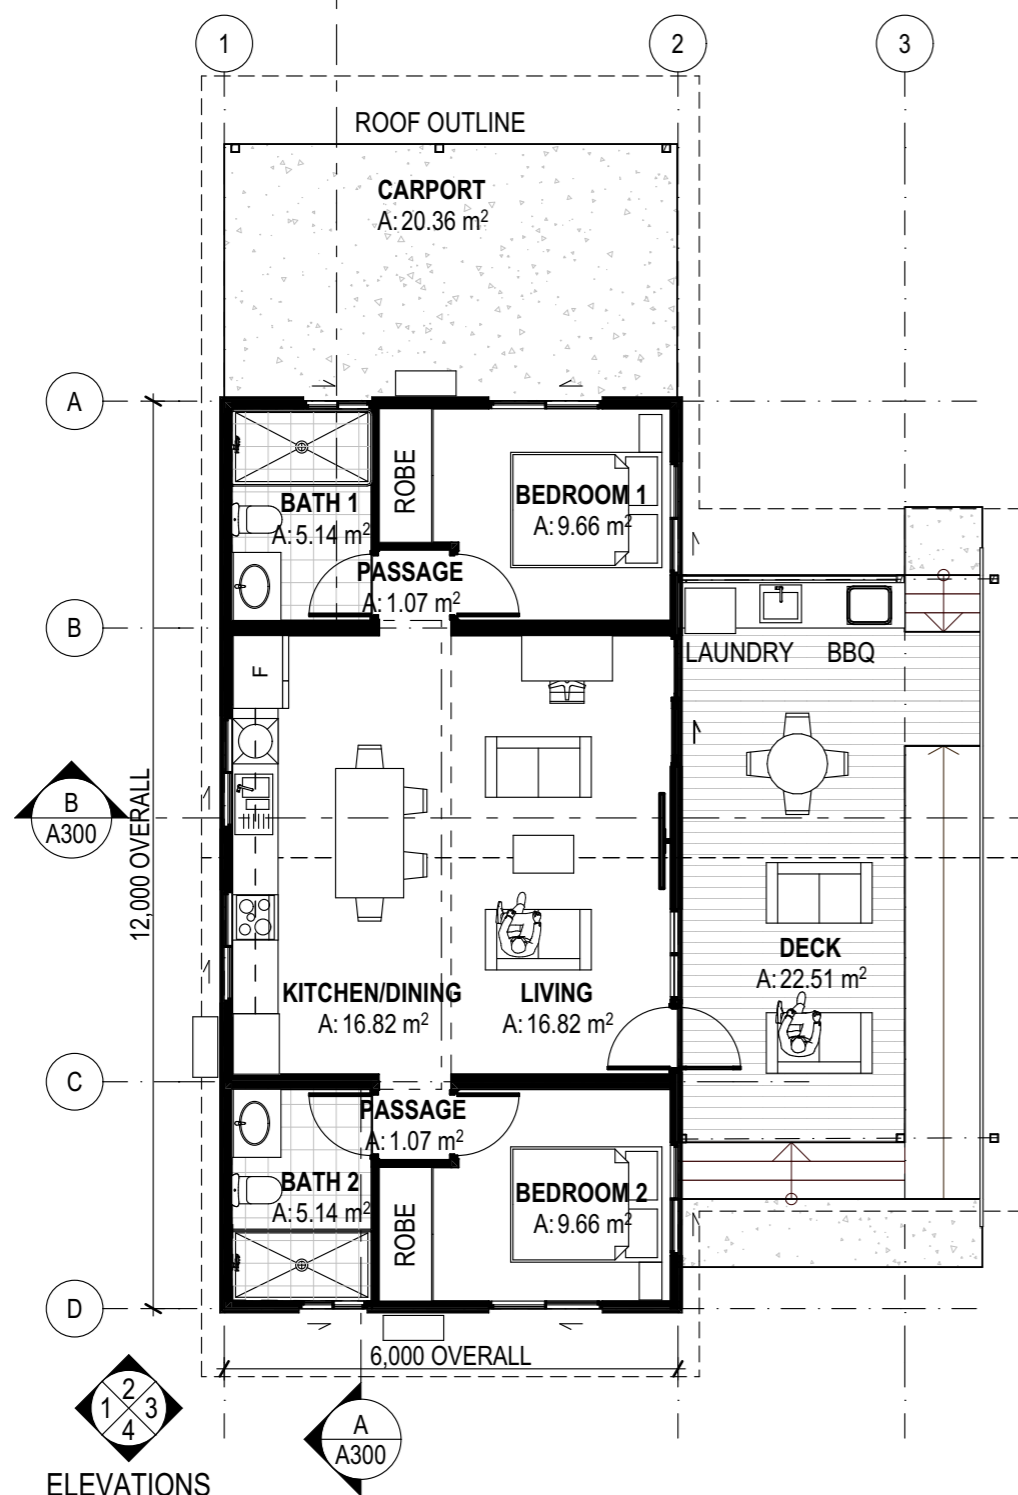 1
2
3
ROOF OUTLINE
CARPORT
A: 20.36 m²
A
ROBE
BATH 1
A: 5.14 m²
BEDROOM 1
A: 9.66 m²
PASSAGE
A: 1.07 m²
B
LAUNDRY
BBQ
F
B
A300
12,000 OVERALL
KITCHEN/DINING
A: 16.82 m²
LIVING
A: 16.82 m²
DECK
A: 22.51 m²
C
PASSAGE
A: 1.07 m²
BATH 2
A: 5.14 m²
ROBE
BEDROOM 2
A: 9.66 m²
D
6,000 OVERALL
2
1
3
4
ELEVATIONS
A
A300